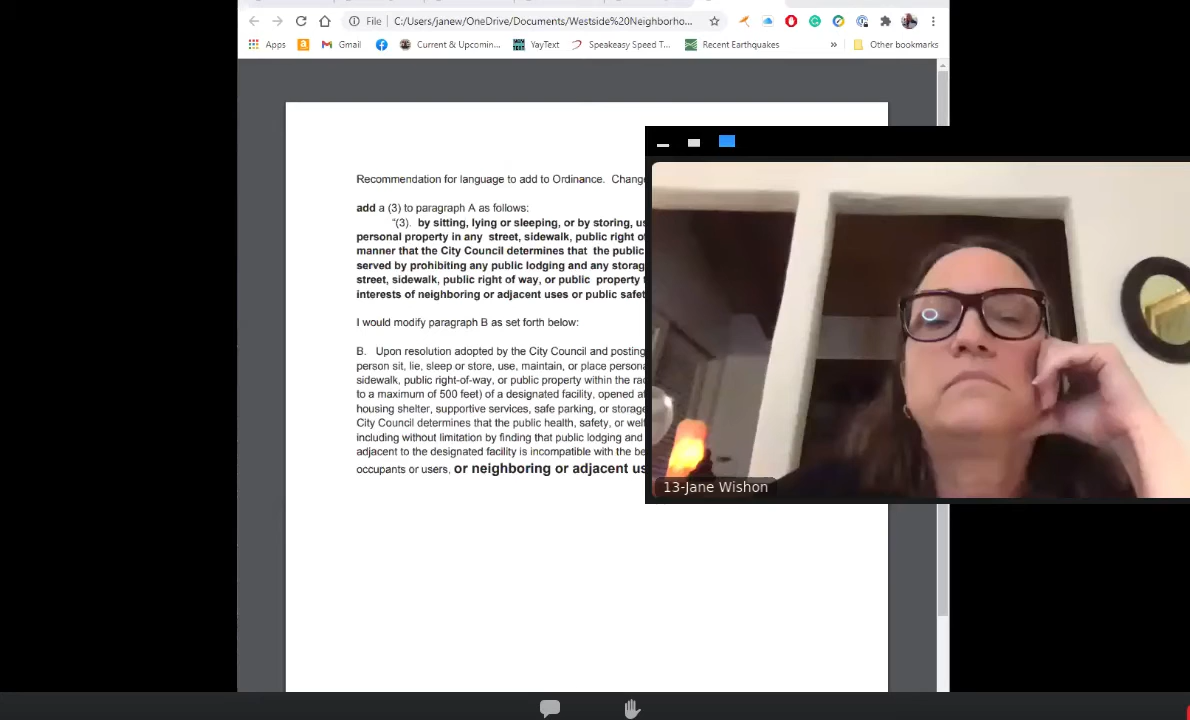 File C:/Users/janew/OneDrive/Documents/Westside%20Neighborho...
Apps Gmail Current & Upcomin... YayText Speakeasy Speed T... Recent Earthquakes » Other bookmarks
Recommendation for language to add to Ordinance. Change
add a (3) to paragraph A as follows:
"(3). by sitting, lying or sleeping, or by storing, us
personal property in any street, sidewalk, public right of
manner that the City Council determines that the public
served by prohibiting any public lodging and any storag
street, sidewalk, public right of way, or public property
interests of neighboring or adjacent uses or public safet
I would modify paragraph B as set forth below:
B. Upon resolution adopted by the City Council and posting
person sit, lie, sleep or store, use, maintain, or place persona
sidewalk, public right-of-way, or public property within the rad
to a maximum of 500 feet) of a designated facility, opened af
housing shelter, supportive services, safe parking, or storage
City Council determines that the public health, safety, or welf
including without limitation by finding that public lodging and
adjacent to the designated facility is incompatible with the be
occupants or users, or neighboring or adjacent us
13-Jane Wishon